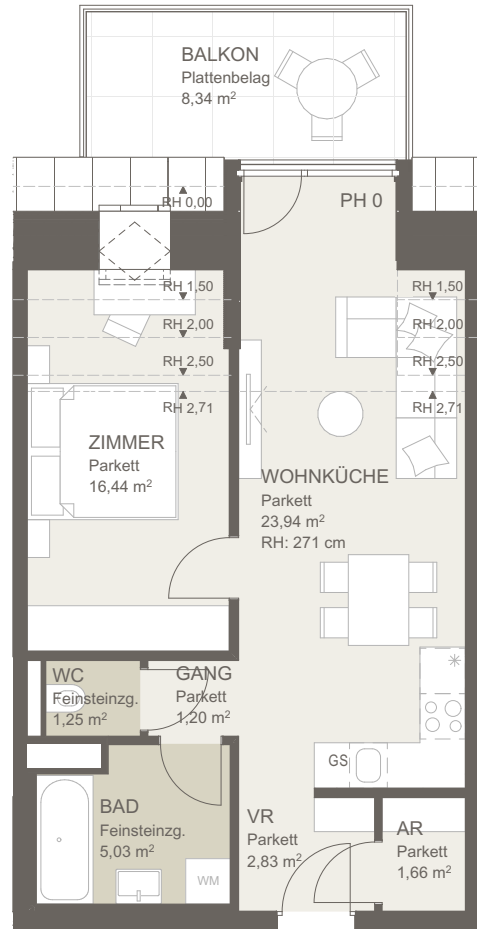 BALKON
Plattenbelag
8,34 m²
RH 0,00
PH 0
RH 1,50
RH 2,00
RH 2,50
RH 2,71
RH 1,50
RH 2,00
RH 2,50
RH 2,71
ZIMMER
Parkett
16,44 m²
WOHNKÜCHE
Parkett
23,94 m²
RH: 271 cm
WC
Feinsteinzg.
1,25 m²
GANG
Parkett
1,20 m²
GS
BAD
Feinsteinzg.
5,03 m²
WM
VR
Parkett
2,83 m²
AR
Parkett
1,66 m²